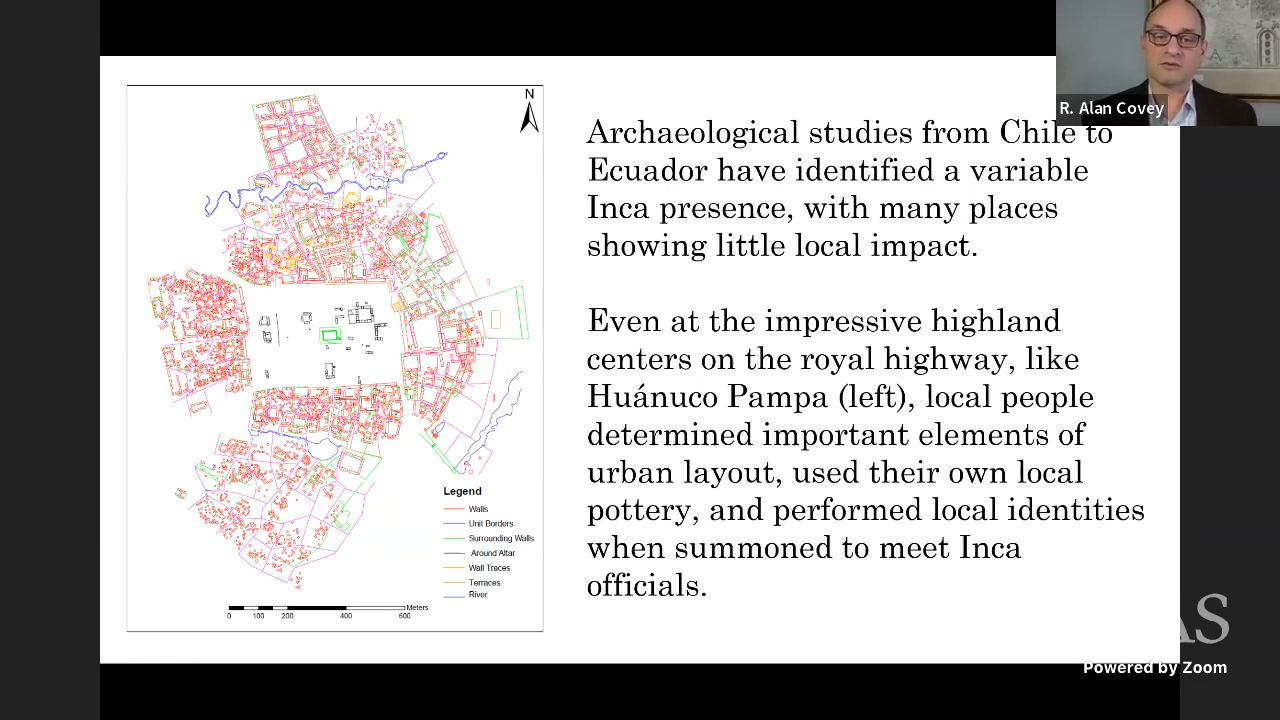 R. Alan Covey
Archaeological studies from Chile to
Ecuador have identified a variable
Inca presence, with many places
showing little local impact.
Even at the impressive highland
centers on the royal highway, like
Huánuco Pampa (left), local people
determined important elements of
urban layout, used their own local
pottery, and performed local identities
when summoned to meet Inca
officials.
N
Legend
Walls
Unit Borders
Surrounding Walls
Around Altar
Wall Traces
Terraces
River
Meters
0 100 200 400 600
AS
Powered by Zoom